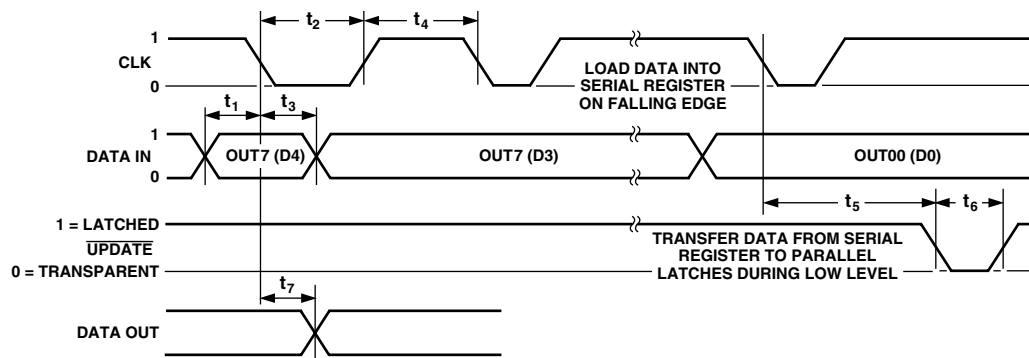 t2
t4
1
CLK
0
LOAD DATA INTO
SERIAL REGISTER
ON FALLING EDGE
t1
t3
1
DATA IN
0
OUT7 (D4)
OUT7 (D3)
OUT00 (D0)
t5
t6
1 = LATCHED
UPDATE
0 = TRANSPARENT
TRANSFER DATA FROM SERIAL
REGISTER TO PARALLEL
LATCHES DURING LOW LEVEL
t7
DATA OUT